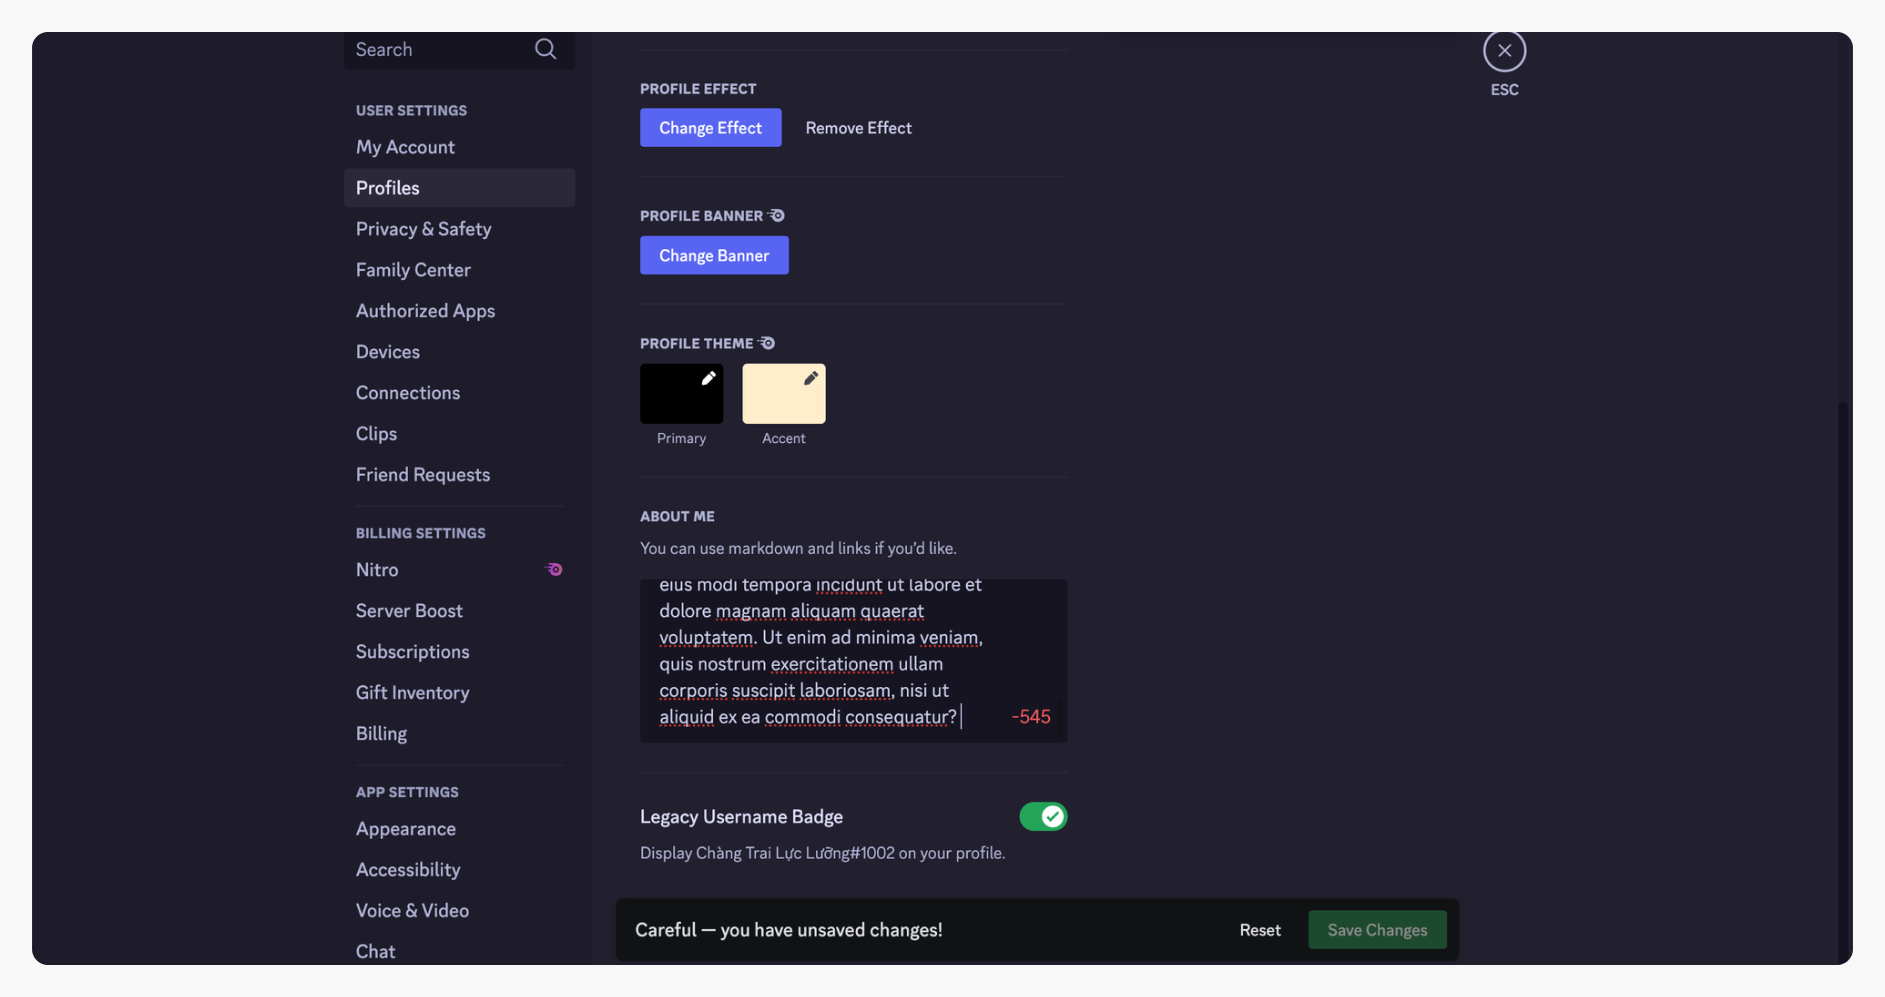 Search
USER SETTINGS
My Account
Profiles
Privacy & Safety
Family Center
Authorized Apps
Devices
Connections
Clips
Friend Requests
BILLING SETTINGS
Nitro
Server Boost
Subscriptions
Gift Inventory
Billing
APP SETTINGS
Appearance
Accessibility
Voice & Video
Chat
PROFILE EFFECT
Change Effect
Remove Effect
PROFILE BANNER
Change Banner
PROFILE THEME
Primary
Accent
ABOUT ME
You can use markdown and links if you’d like.
eius modi tempora incidunt ut labore et
dolore magnam aliquam quaerat
voluptatem. Ut enim ad minima veniam,
quis nostrum exercitationem ullam
corporis suscipit laboriosam, nisi ut
aliquid ex ea commodi consequatur?
-545
Legacy Username Badge
Display Chàng Trai Lực Lưỡng#1002 on your profile.
Careful — you have unsaved changes!
Reset
Save Changes
ESC